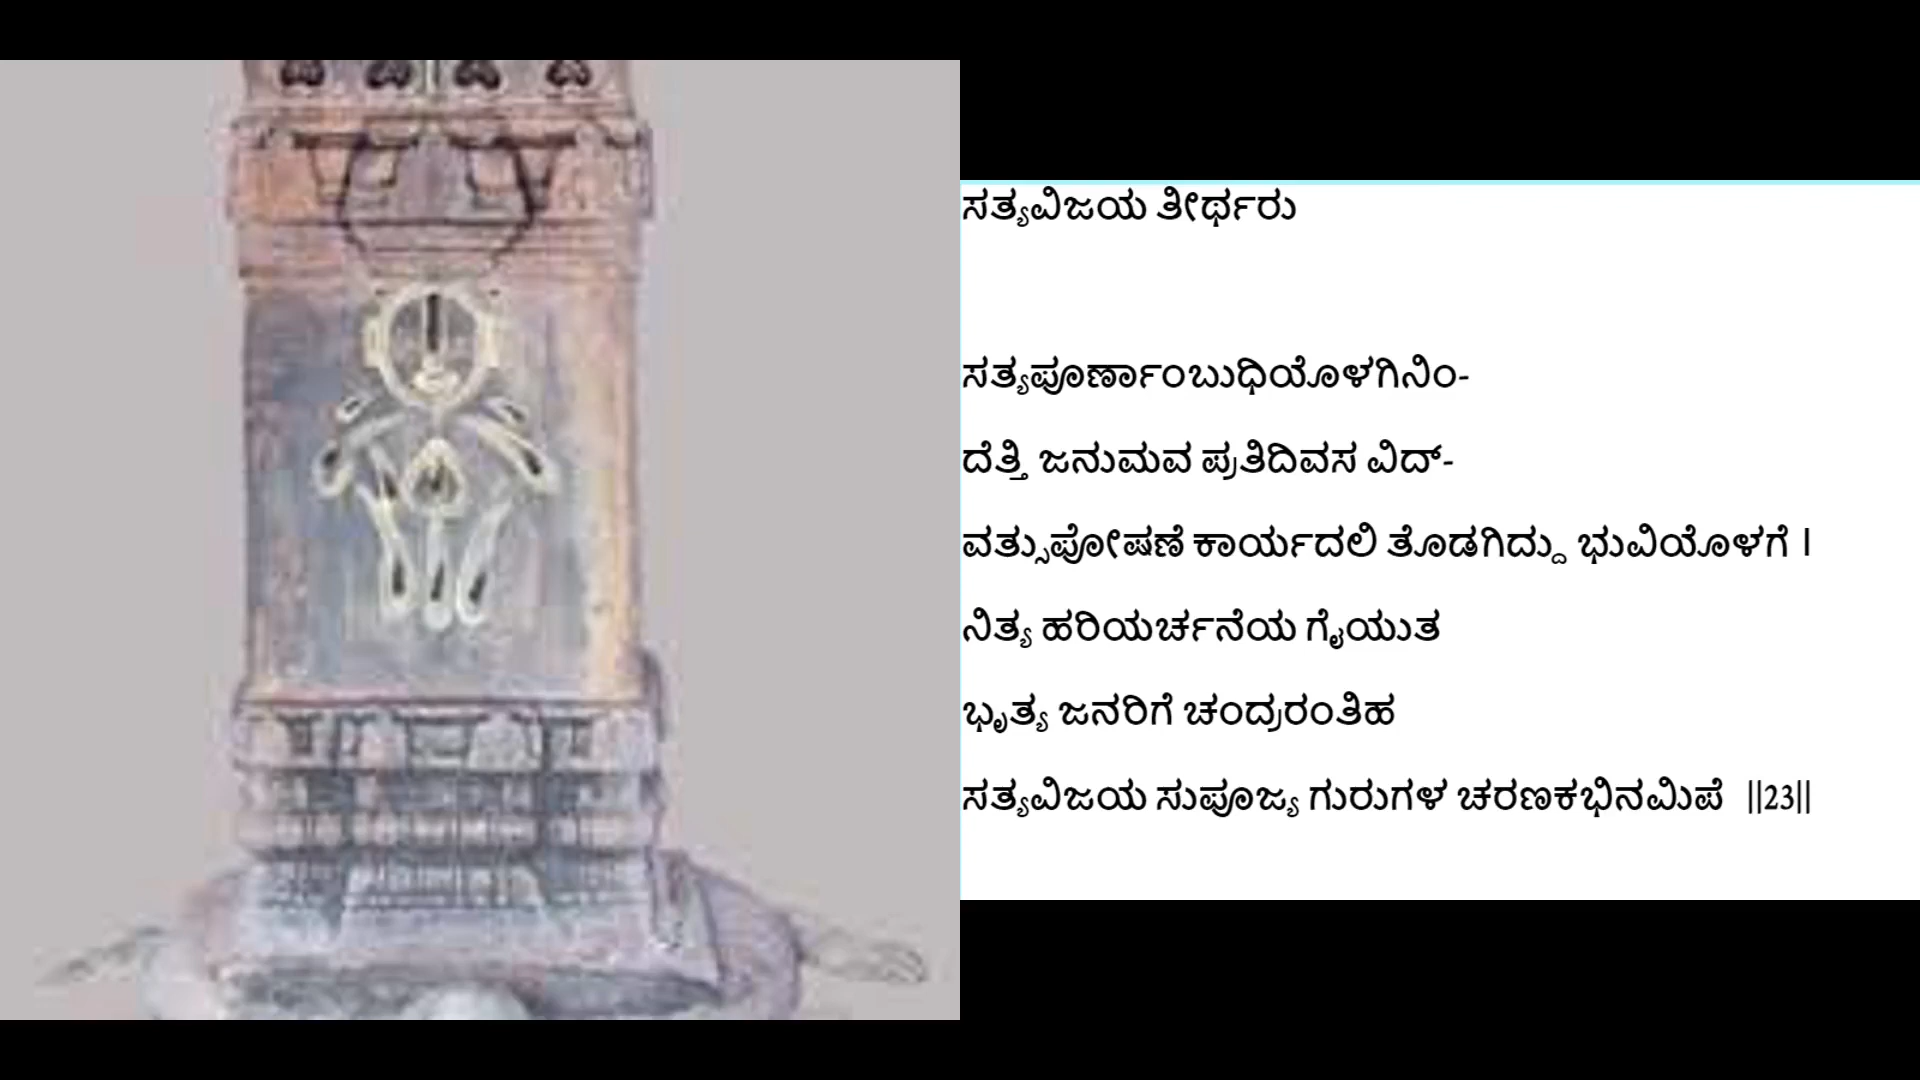 ಸತ್ಯವಿಜಯ ತೀರ್ಥರು
ಸತ್ಯಪೂರ್ಣಾಂಬುಧಿಯೊಳಗಿನಿಂ-
ದೆತ್ತಿ ಜನುಮವ ಪ್ರತಿದಿವಸ ವಿದ್-
ವತ್ಸುಪೋಷಣೆ ಕಾರ್ಯದಲಿ ತೊಡಗಿದ್ದು ಭುವಿಯೊಳಗೆ ।
ನಿತ್ಯ ಹರಿಯರ್ಚನೆಯ ಗೈಯುತ
ಭೃತ್ಯ ಜನರಿಗೆ ಚಂದ್ರರಂತಿಹ
ಸತ್ಯವಿಜಯ ಸುಪೂಜ್ಯ ಗುರುಗಳ ಚರಣಕಭಿನಮಿಪೆ ||23||